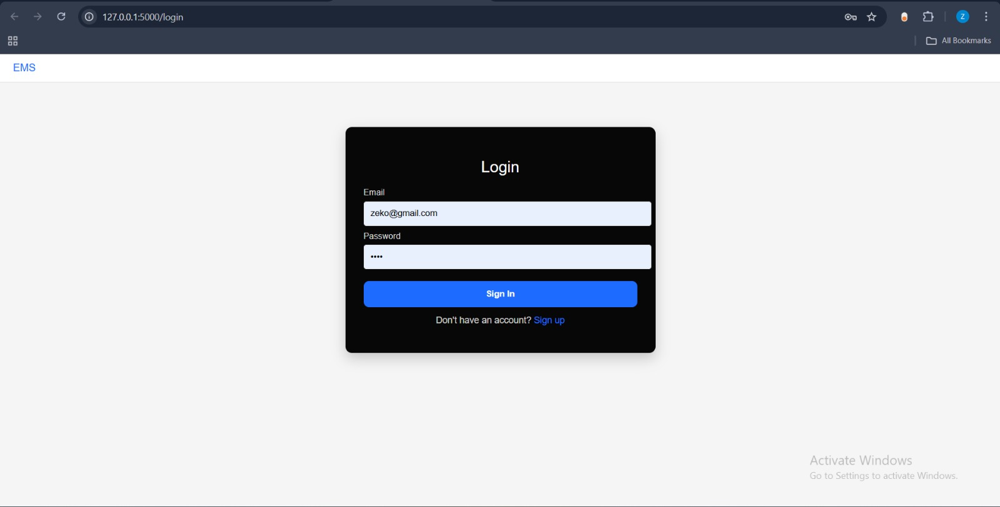 127.0.0.1:5000/login
Z
All Bookmarks
EMS
Login
Email
zeko@gmail.com
Password
••••
Sign In
Don't have an account? Sign up
Activate Windows
Go to Settings to activate Windows.